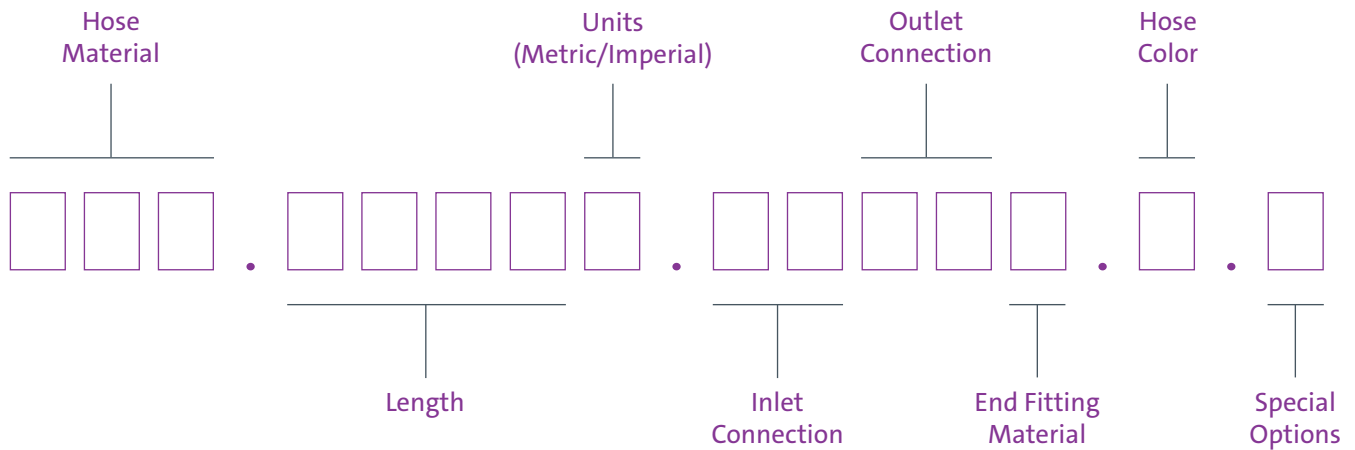 Hose
Material
Units
(Metric/Imperial)
Outlet
Connection
Hose
Color
. . . .
Length
Inlet
Connection
End Fitting
Material
Special
Options